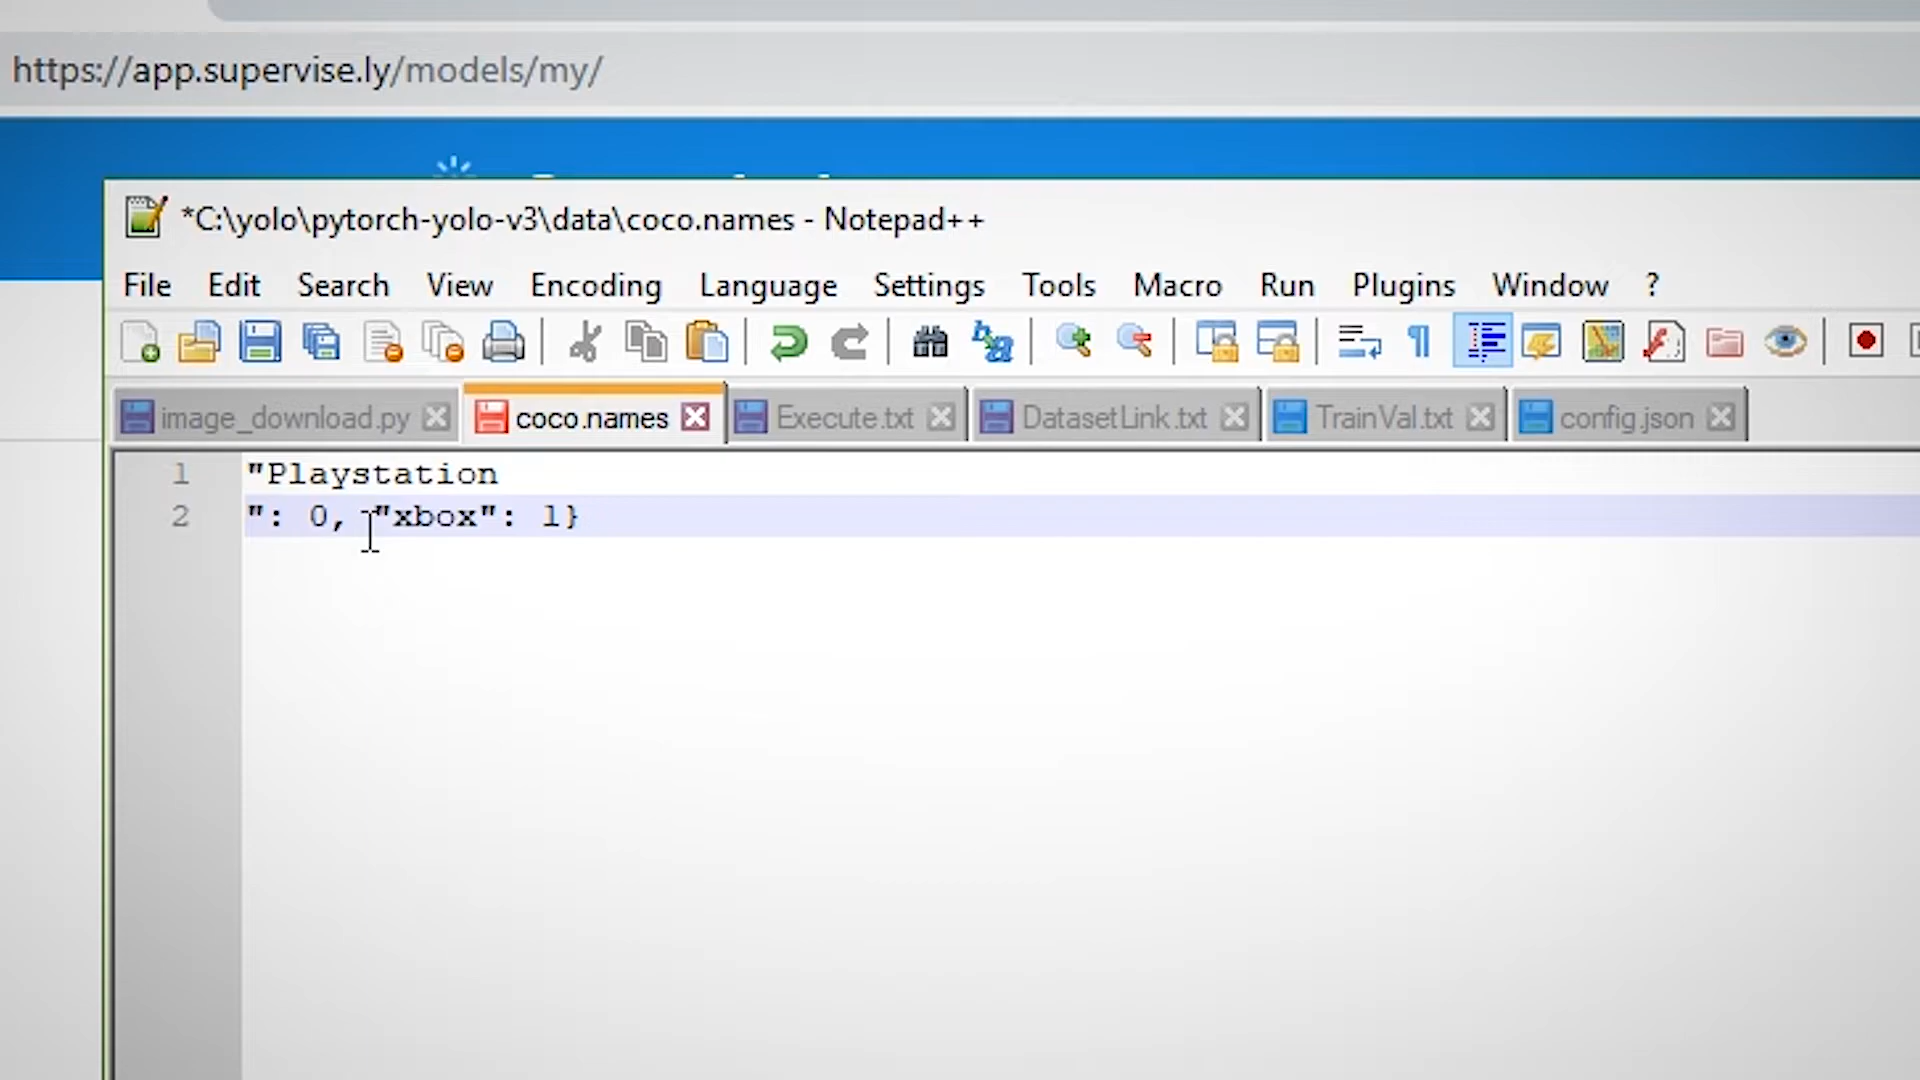 https://app.supervise.ly/models/my/
*C:\yolo\pytorch-yolo-v3\data\coco.names - Notepad++
File Edit Search View Encoding Language Settings Tools Macro Run Plugins Window ?
image_download.py coco.names Execute.txt DatasetLink.txt TrainVal.txt config.json
1 "Playstation
2 ": 0, "xbox": 1}